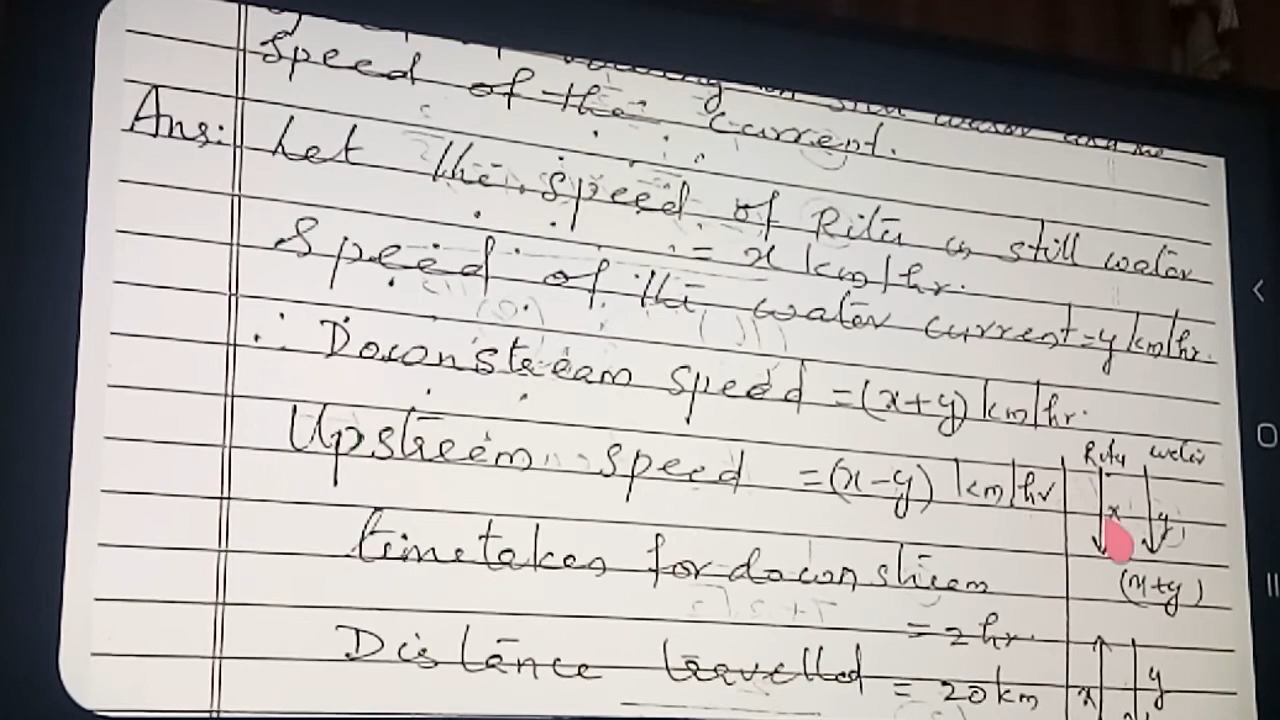 speed of the current.
Ans: Let the speed of Ritu in still water
= x km/hr.
Speed of the water current = y km/hr.
∴ Downstream speed = (x+y) km/hr.
Upstream speed = (x-y) km/hr
Ritu water
x y
(x+y)
time taken for downstream
= 2 hr.
Distance travelled = 20 km
x y